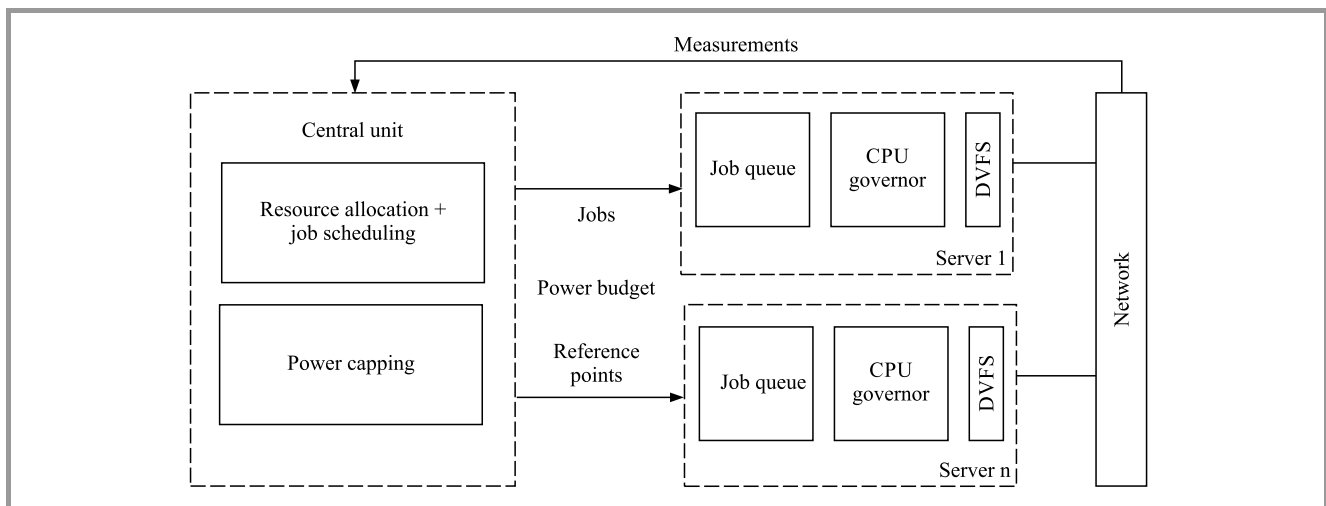 Measurements
Central unit
Resource allocation +
job scheduling
Power capping
Jobs
Power budget
Reference
points
Job queue
CPU
governor
DVFS
Server 1
Job queue
CPU
governor
DVFS
Server n
Network